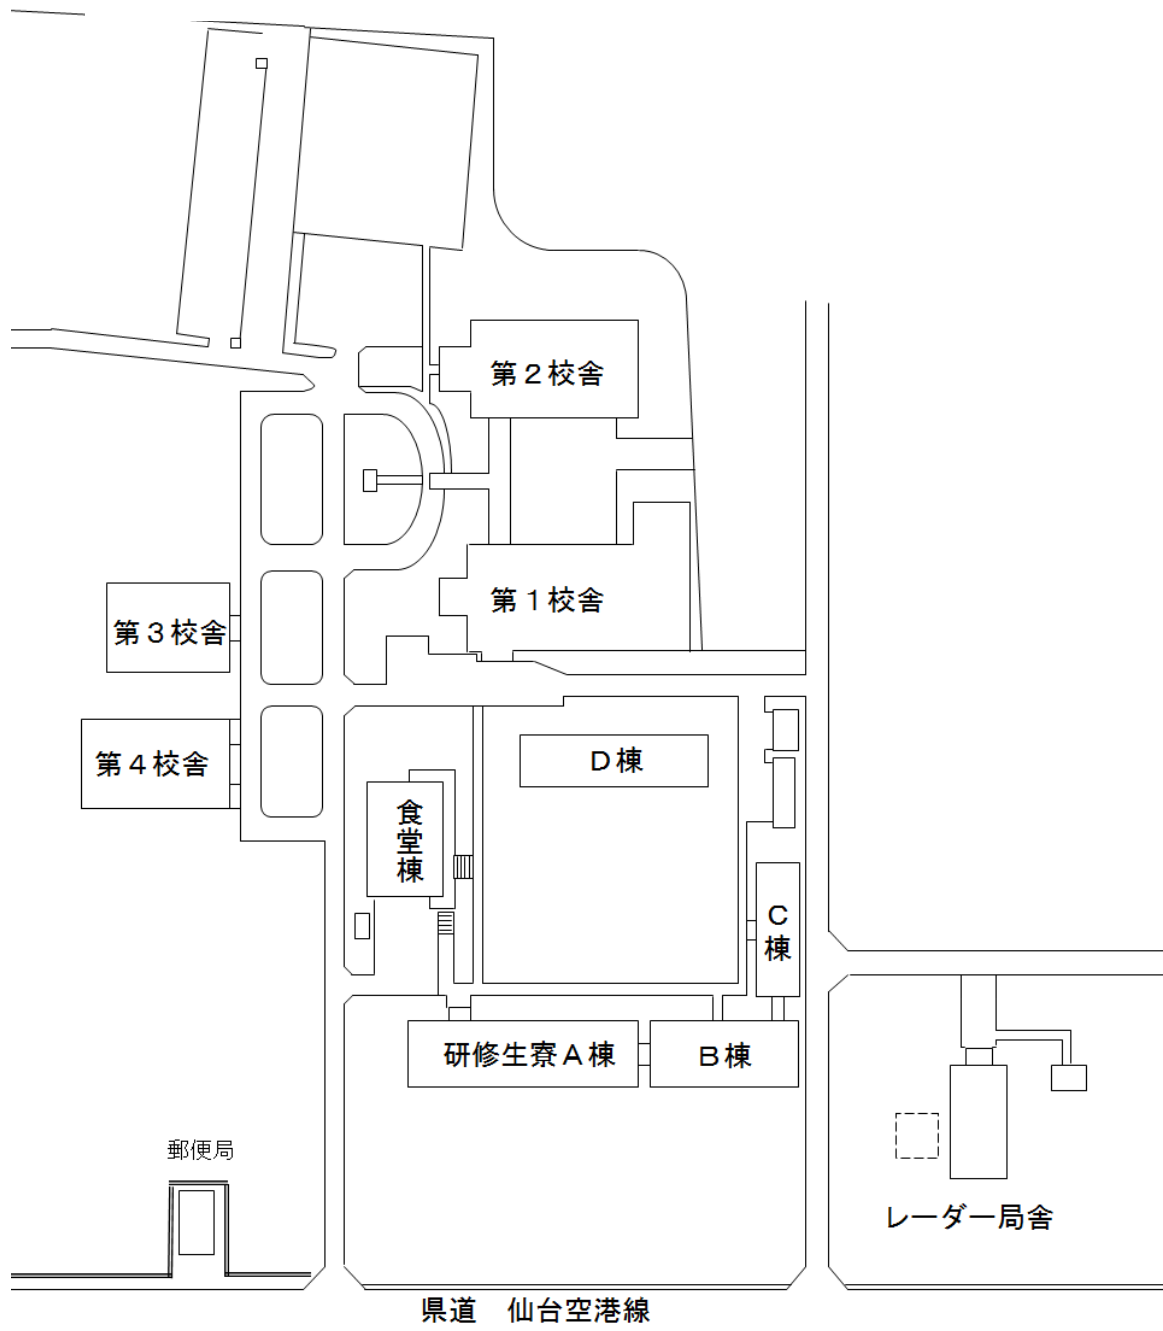 第２校舎
第１校舎
第３校舎
第４校舎
Ｄ棟
食堂棟
Ｃ棟
研修生寮Ａ棟
Ｂ棟
郵便局
レーダー局舎
県道　仙台空港線